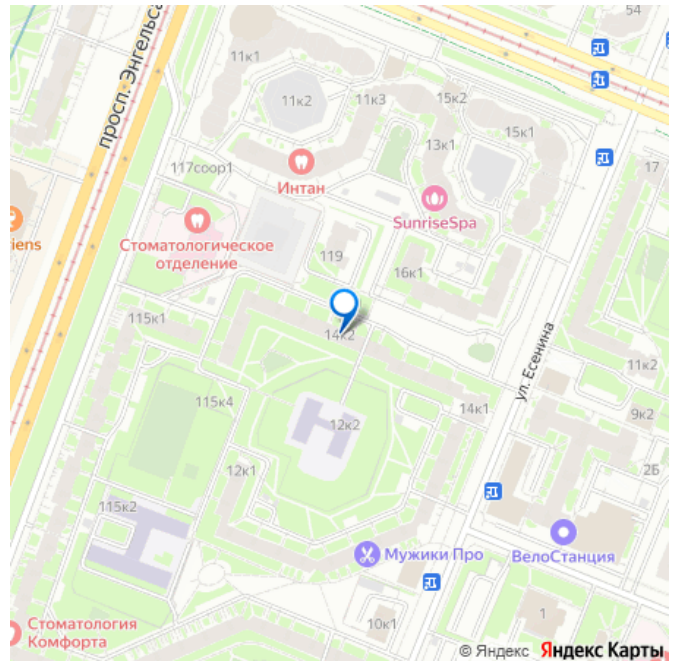 54
11к1
просп. Энгельса
11к2
11к3
15к2
15к1
13к1
17
117соор1
Интан
SunriseSpa
iens
Стоматологическое
отделение
119
16к1
115к1
14к2
ул. Есенина
11к2
115к4
14к1
9к2
12к2
12к1
2Б
115к2
Мужики Про
ВелоСтанция
Стоматология
Комфорта
10к1
1
© Яндекс Яндекс Карты